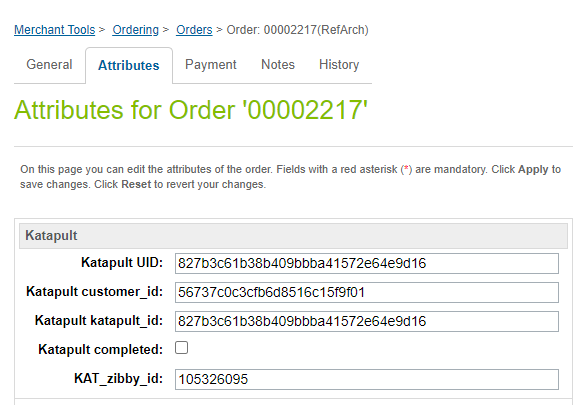 Merchant Tools > Ordering > Orders > Order: 00002217(RefArch)
General Attributes Payment Notes History
Attributes for Order '00002217'
On this page you can edit the attributes of the order. Fields with a red asterisk (*) are mandatory. Click Apply to
save changes. Click Reset to revert your changes.
Katapult
Katapult UID: 827b3c61b38b409bbba41572e64e9d16
Katapult customer_id: 56737c0c3cfb6d8516c15f9f01
Katapult katapult_id: 827b3c61b38b409bbba41572e64e9d16
Katapult completed:
KAT_zibby_id: 105326095